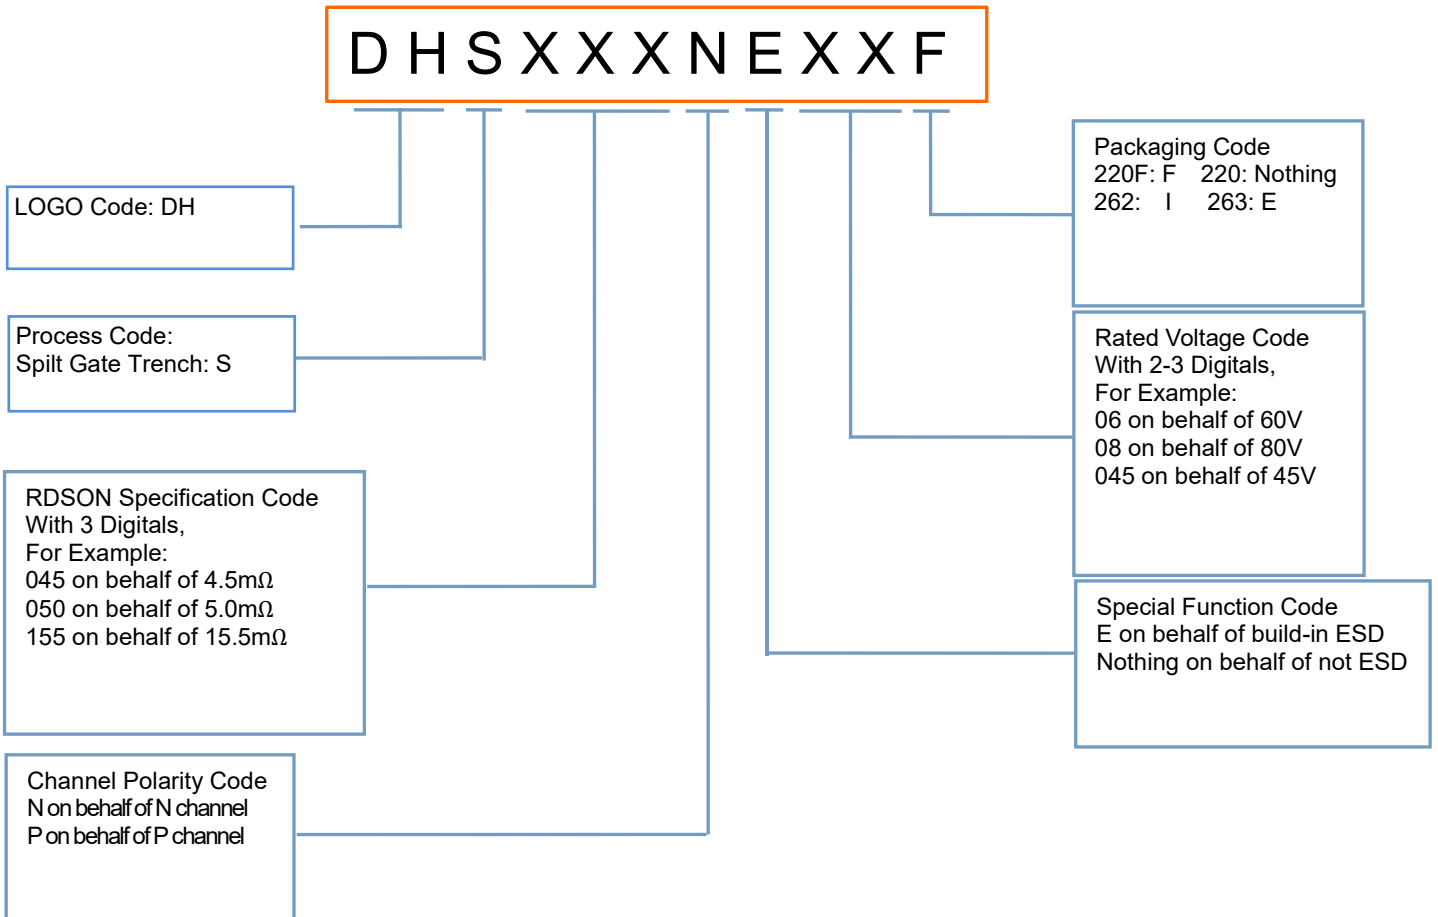 D H S X X X N E X X F
LOGO Code: DH
Process Code:
Spilt Gate Trench: S
RDSON Specification Code
With 3 Digitals,
For Example:
045 on behalf of 4.5mΩ
050 on behalf of 5.0mΩ
155 on behalf of 15.5mΩ
Channel Polarity Code
N on behalf of N channel
P on behalf of P channel
Packaging Code
220F: F 220: Nothing
262: I 263: E
Rated Voltage Code
With 2-3 Digitals,
For Example:
06 on behalf of 60V
08 on behalf of 80V
045 on behalf of 45V
Special Function Code
E on behalf of build-in ESD
Nothing on behalf of not ESD